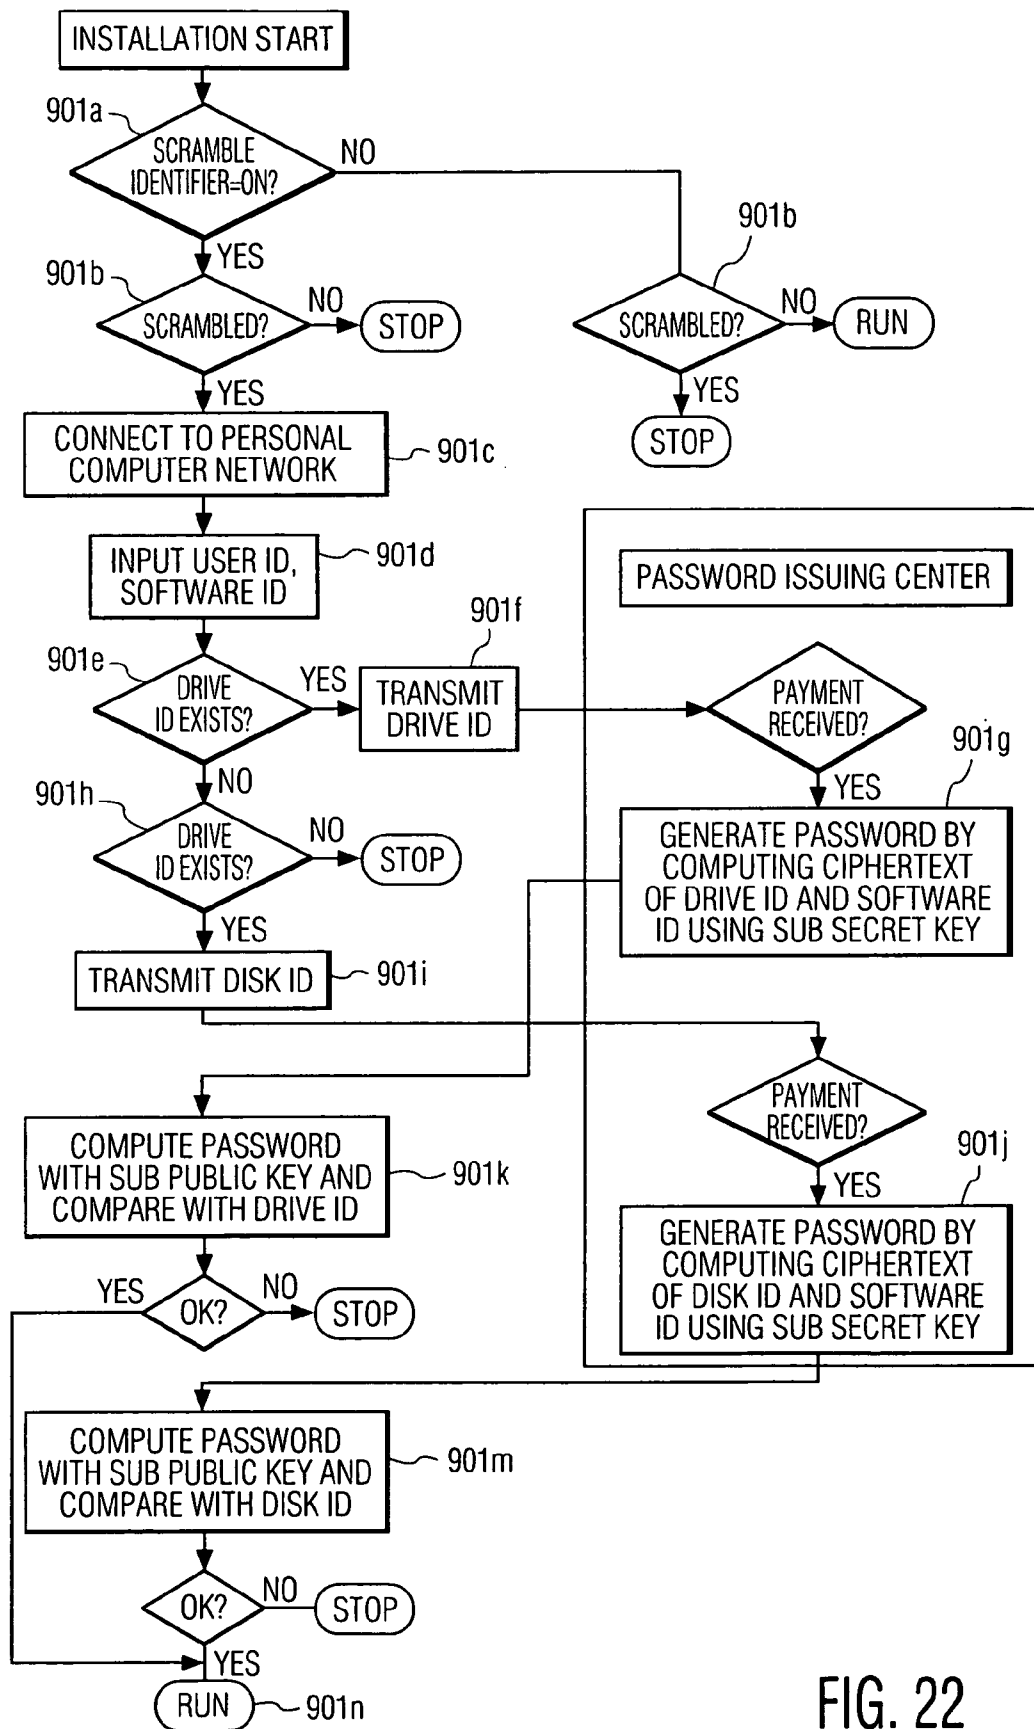 INSTALLATION START
901a
SCRAMBLE
IDENTIFIER=ON?
NO
YES
901b
SCRAMBLED?
NO
STOP
901b
SCRAMBLED?
NO
RUN
YES
STOP
YES
CONNECT TO PERSONAL
COMPUTER NETWORK
901c
INPUT USER ID,
SOFTWARE ID
901d
PASSWORD ISSUING CENTER
901e
DRIVE
ID EXISTS?
YES
901f
TRANSMIT
DRIVE ID
PAYMENT
RECEIVED?
901g
YES
GENERATE PASSWORD BY
COMPUTING CIPHERTEXT
OF DRIVE ID AND SOFTWARE
ID USING SUB SECRET KEY
NO
901h
DRIVE
ID EXISTS?
NO
STOP
YES
TRANSMIT DISK ID
901i
PAYMENT
RECEIVED?
901j
YES
GENERATE PASSWORD BY
COMPUTING CIPHERTEXT
OF DISK ID AND SOFTWARE
ID USING SUB SECRET KEY
COMPUTE PASSWORD
WITH SUB PUBLIC KEY AND
COMPARE WITH DRIVE ID
901k
YES
OK?
NO
STOP
COMPUTE PASSWORD
WITH SUB PUBLIC KEY AND
COMPARE WITH DISK ID
901m
OK?
NO
STOP
YES
RUN
901n
FIG. 22